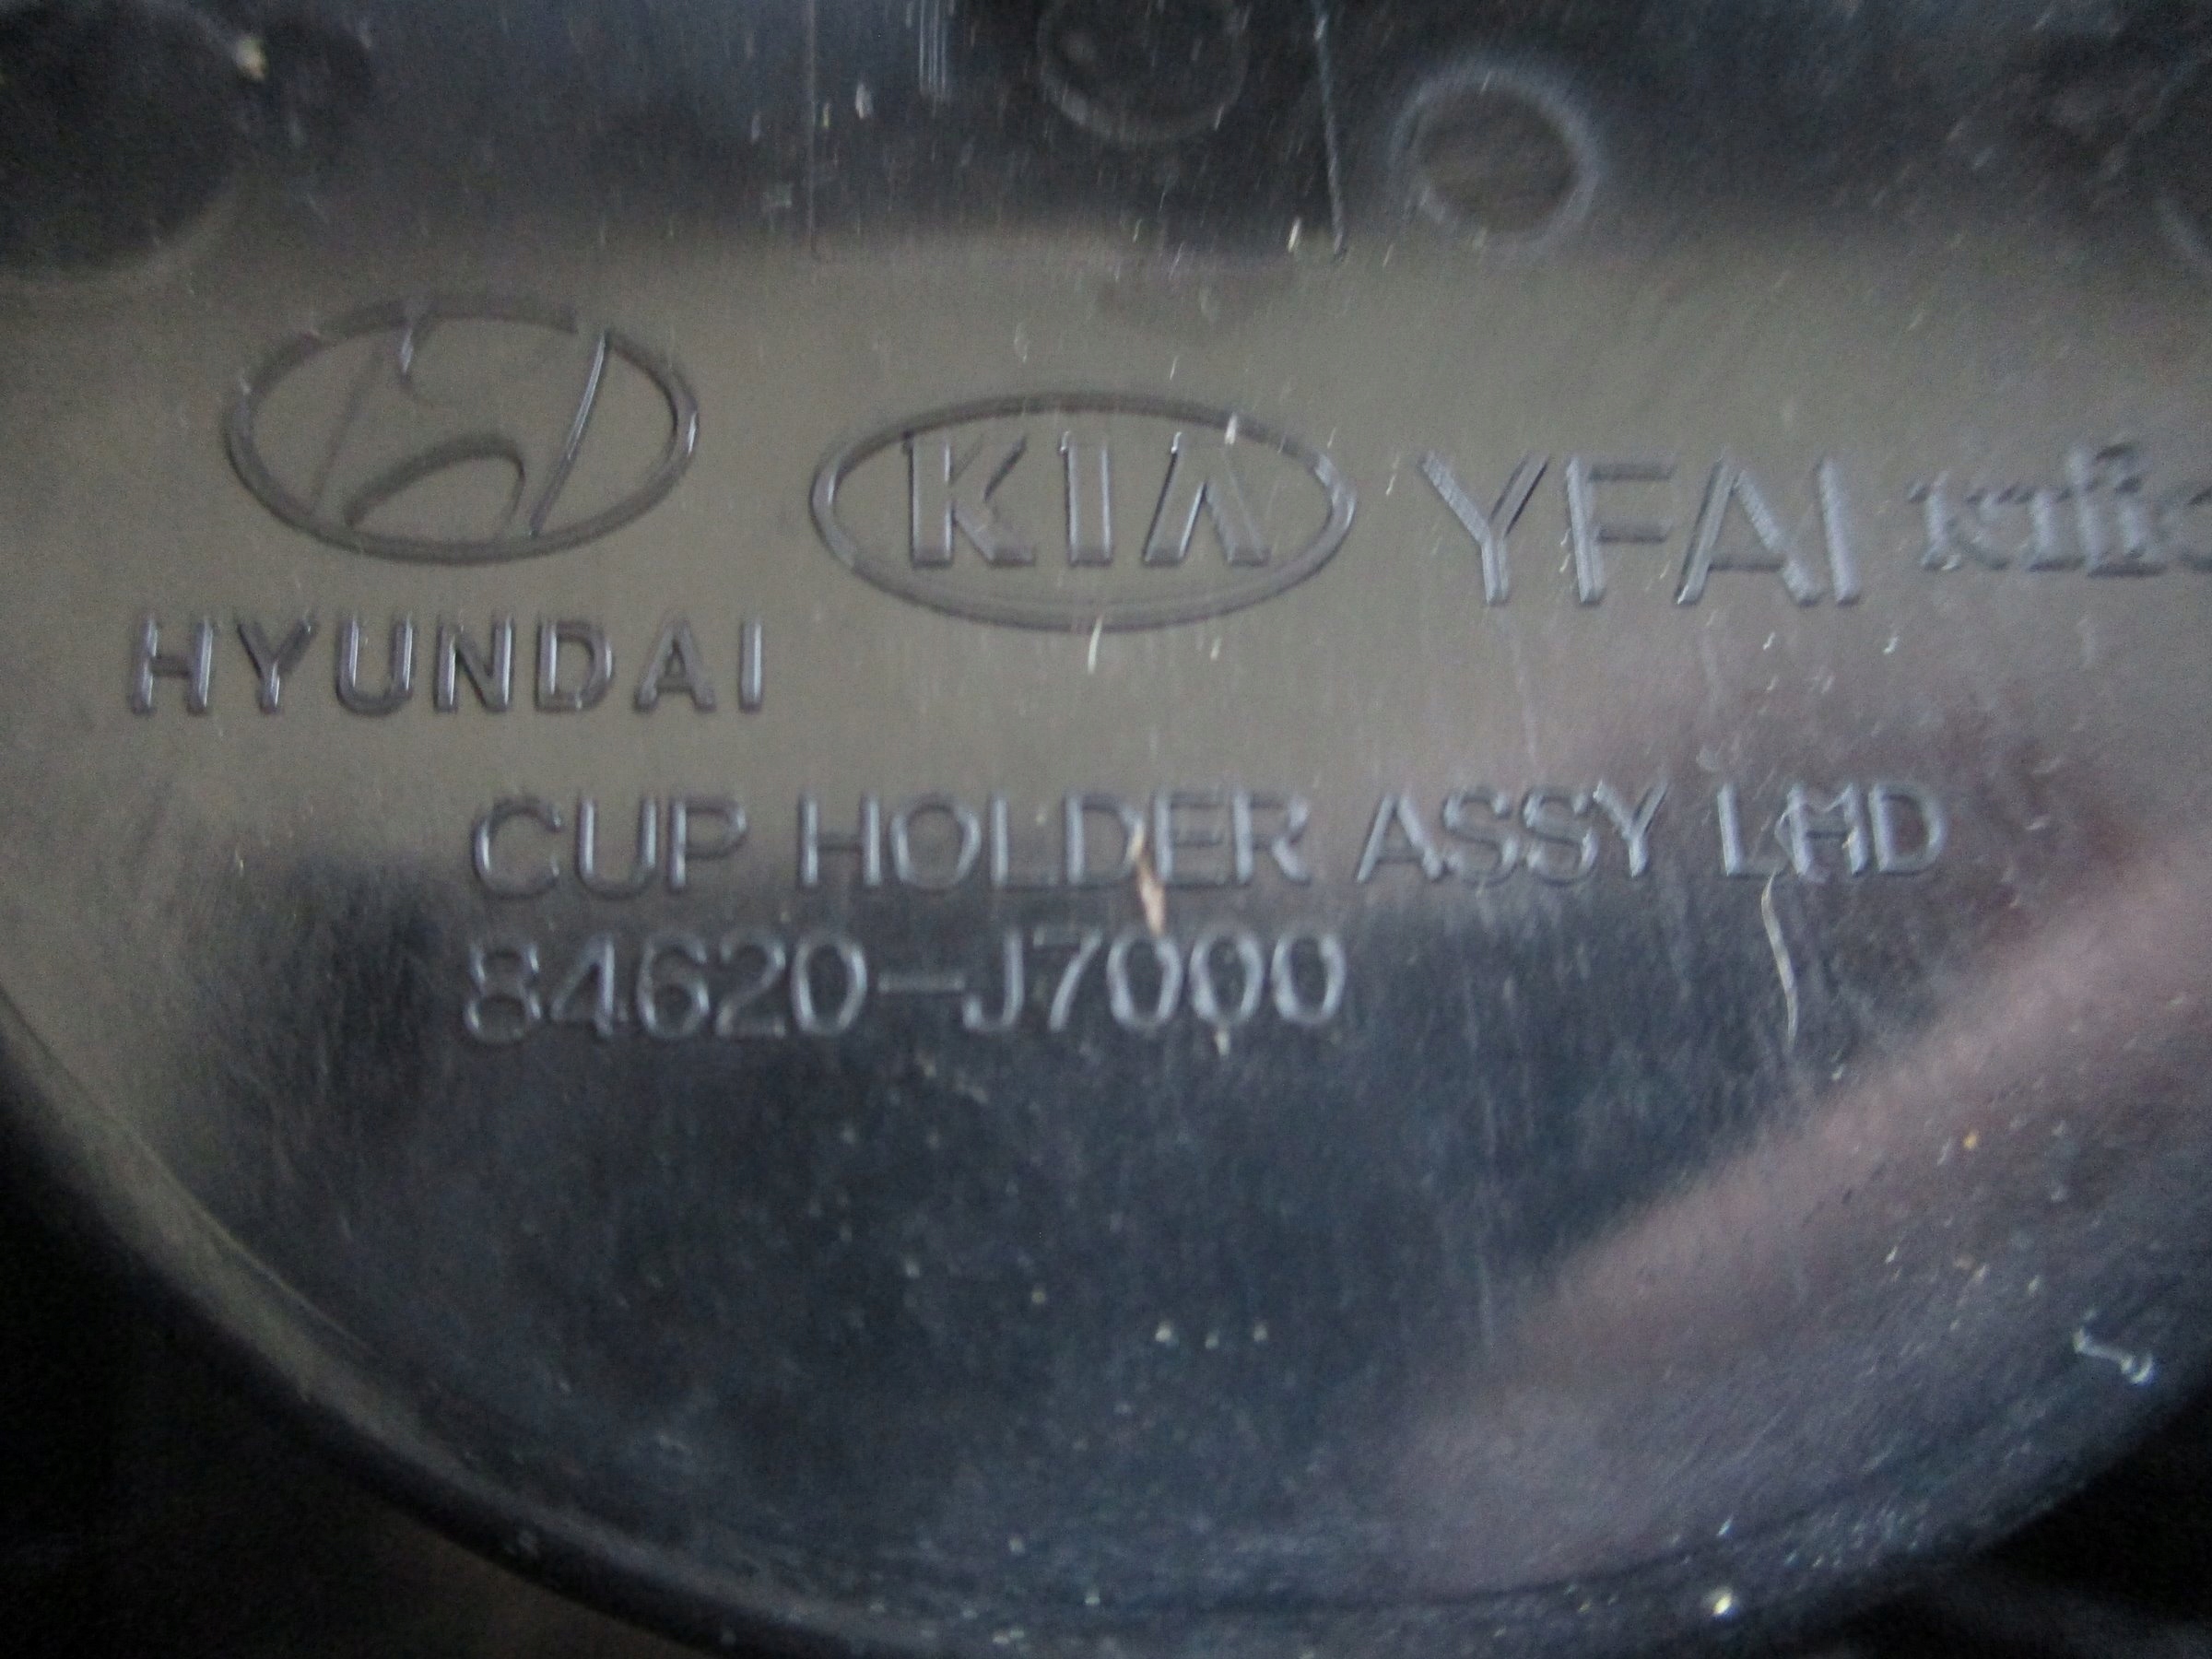 KIA YFAI
HYUNDAI
CUP HOLDER ASSY LHD
84620-J7000